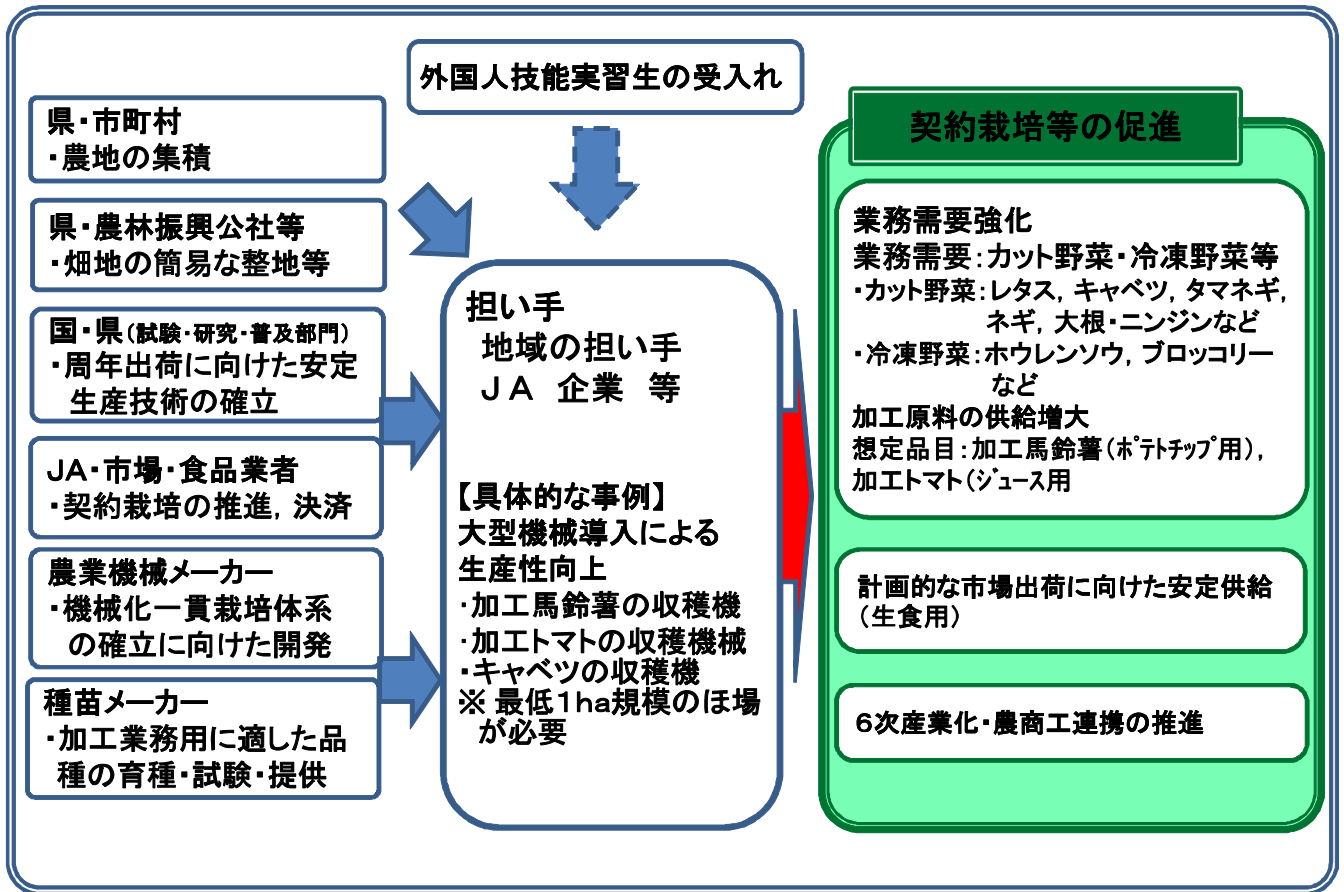 外国人技能実習生の受入れ
県・市町村
・農地の集積
県・農林振興公社等
・畑地の簡易な整地等
国・県(試験・研究・普及部門)
・周年出荷に向けた安定
生産技術の確立
JA・市場・食品業者
・契約栽培の推進，決済
農業機械メーカー
・機械化一貫栽培体系
の確立に向けた開発
種苗メーカー
・加工業務用に適した品
種の育種・試験・提供
担い手
地域の担い手
ＪＡ　企業　等
【具体的な事例】
大型機械導入による
生産性向上
・加工馬鈴薯の収穫機
・加工トマトの収穫機械
・キャベツの収穫機
※ 最低1ha規模のほ場
が必要
契約栽培等の促進
業務需要強化
業務需要：カット野菜・冷凍野菜等
・カット野菜：レタス，キャベツ，タマネギ，
ネギ，大根・ニンジンなど
・冷凍野菜：ホウレンソウ，ブロッコリー
など
加工原料の供給増大
想定品目：加工馬鈴薯（ﾎﾟﾃﾄﾁｯﾌﾟ用），
加工トマト（ｼﾞｭｰｽ用
計画的な市場出荷に向けた安定供給
（生食用）
６次産業化・農商工連携の推進